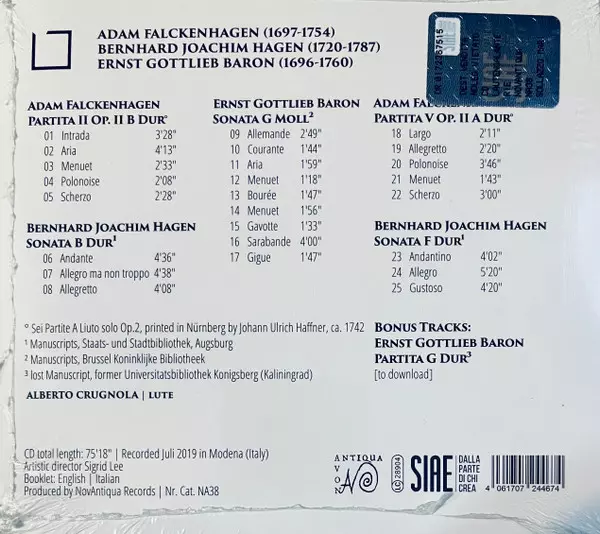 ADAM FALCKENHAGEN (1697-1754)
BERNHARD JOACHIM HAGEN (1720-1787)
ERNST GOTTLIEB BARON (1696-1760)
SIAE
ADAM FALCKENHAGEN
PARTITA II OP. II B DUR°
01 Intrada 3'28"
02 Aria 4'13"
03 Menuet 2'33"
04 Polonoise 2'08"
05 Scherzo 2'28"
BERNHARD JOACHIM HAGEN
SONATA B DUR¹
06 Andante 4'36"
07 Allegro ma non troppo 4'38"
08 Allegretto 4'08"
ERNST GOTTLIEB BARON
SONATA G MOLL²
09 Allemande 2'49"
10 Courante 1'44"
11 Aria 1'59"
12 Menuet 1'18"
13 Bourée 1'47"
14 Menuet 1'56"
15 Gavotte 1'33"
16 Sarabande 4'00"
17 Gigue 1'47"
ADAM FALC
PARTITA V OP. II A DUR°
18 Largo 2'11"
19 Allegretto 2'20"
20 Polonoise 3'46"
21 Menuet 1'43"
22 Scherzo 3'00"
BERNHARD JOACHIM HAGEN
SONATA F DUR¹
23 Andantino 4'02"
24 Allegro 5'20"
25 Gustoso 4'20"
° Sei Partite A Liuto solo Op.2, printed in Nürnberg by Johann Ulrich Haffner, ca. 1742
¹ Manuscripts, Staats- und Stadtbibliothek, Augsburg
² Manuscripts, Brussel Koninklijke Bibliotheek
³ lost Manuscript, former Universitatsbibliothek Konigsberg (Kaliningrad)
ALBERTO CRUGNOLA | LUTE
BONUS TRACKS:
ERNST GOTTLIEB BARON
PARTITA G DUR³
[to download]
CD total length: 75'18" | Recorded Juli 2019 in Modena (Italy)
Artistic director Sigrid Lee
Booklet: English | Italian
Produced by NovAntiqua Records | Nr. Cat. NA38
ANTIQUA
NOVA
LC 28904
SIAE
DALLA
PARTE
DI CHI
CREA
4 061707 244674